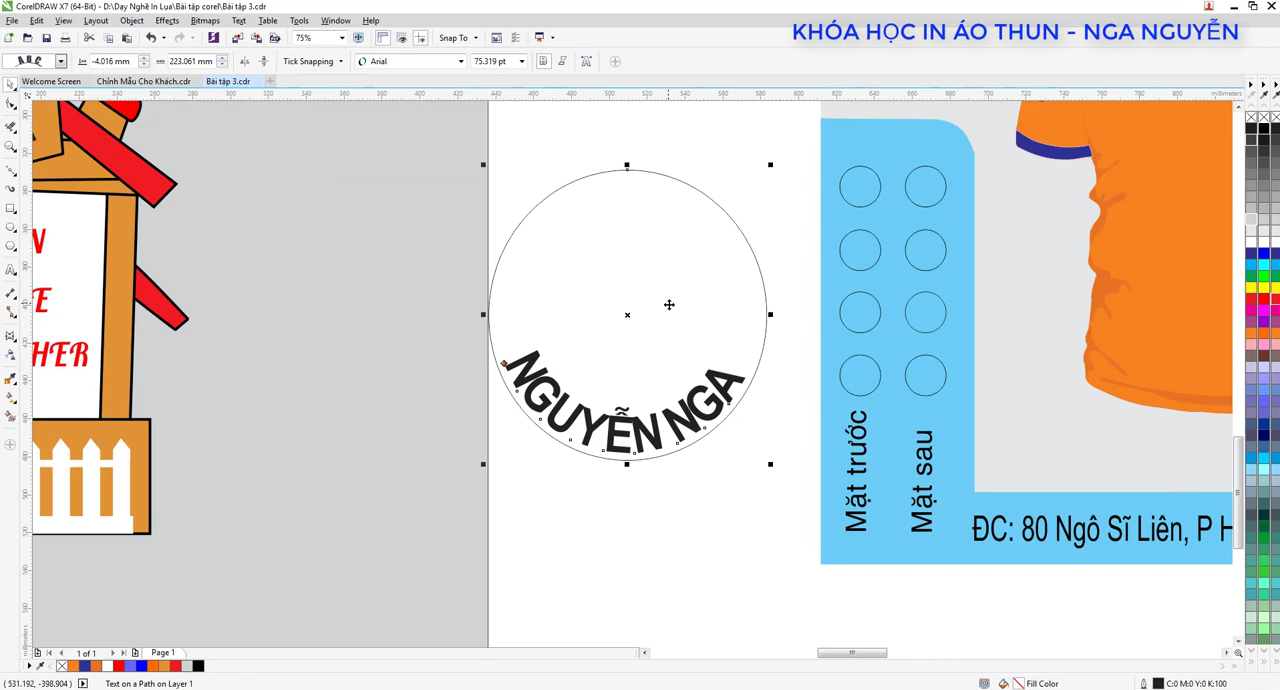 CorelDRAW X7 (64-Bit) - D:\Dạy Nghề In Lụa\Bài tập corel\Bài tập 3.cdr
File Edit View Layout Object Effects Bitmaps Text Table Tools Window Help
KHÓA HỌC IN ÁO THUN - NGA NGUYỄN
75% Snap To
-4.016 mm 223.061 mm Tick Snapping Arial 75.319 pt
Welcome Screen Chỉnh Mẫu Cho Khách.cdr Bài tập 3.cdr
millimeters
N
E
HER
NGUYỄN NGA
Mặt trước
Mặt sau
ĐC: 80 Ngô Sĩ Liên, P H
1 of 1 Page 1
( 531.192, -398.904 ) Text on a Path on Layer 1 Fill Color C:0 M:0 Y:0 K:100